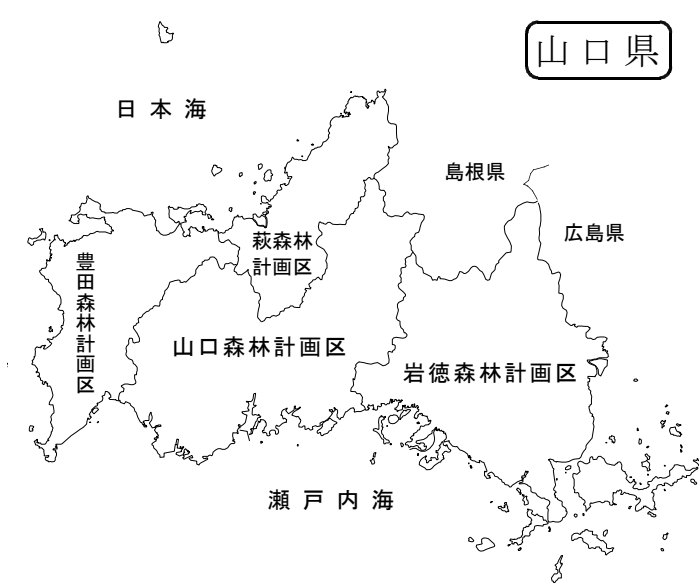 山口県
日本海
島根県
広島県
萩森林
計画区
豊田森林計画区
山口森林計画区
岩徳森林計画区
瀬戸内海